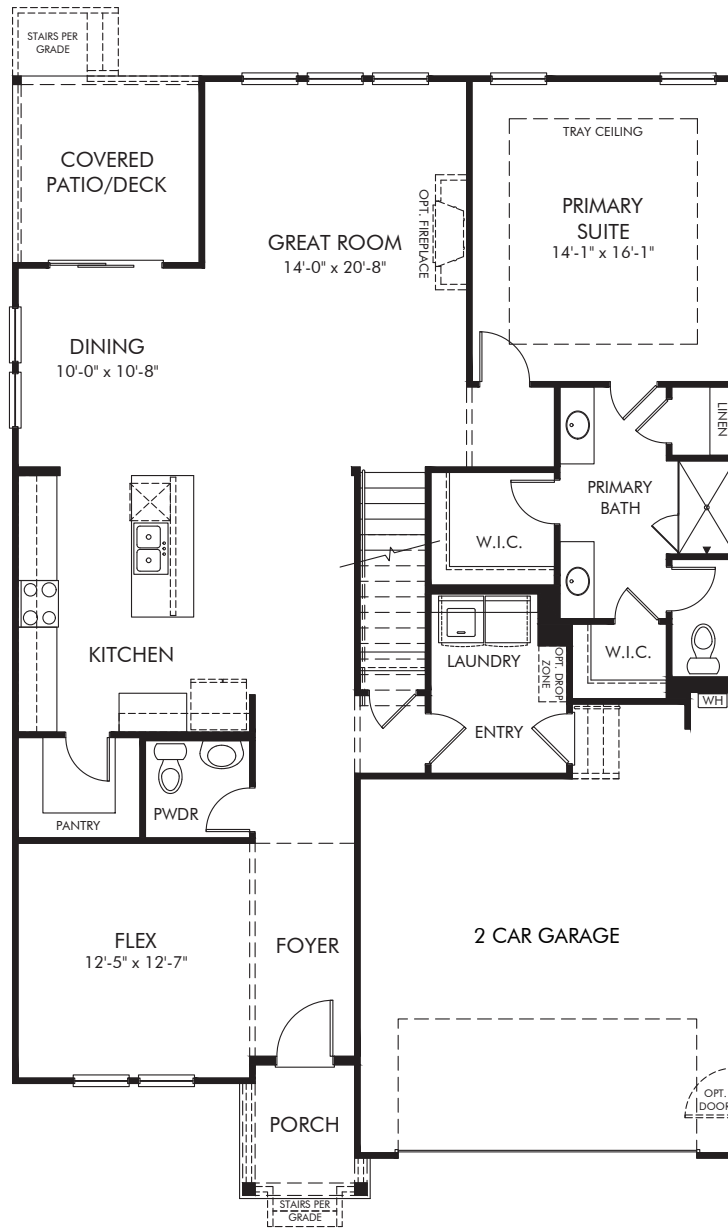 STAIRS PER
GRADE
COVERED
PATIO/DECK
TRAY CEILING
PRIMARY
SUITE
14'-1" x 16'-1"
GREAT ROOM
14'-0" x 20'-8"
OPT. FIREPLACE
DINING
10'-0" x 10'-8"
LINEN
PRIMARY
BATH
W.I.C.
KITCHEN
LAUNDRY
OPT. DROP
ZONE
W.I.C.
WH
ENTRY
PWDR
PANTRY
FLEX
12'-5" x 12'-7"
FOYER
2 CAR GARAGE
OPT.
DOOR
PORCH
STAIRS PER
GRADE